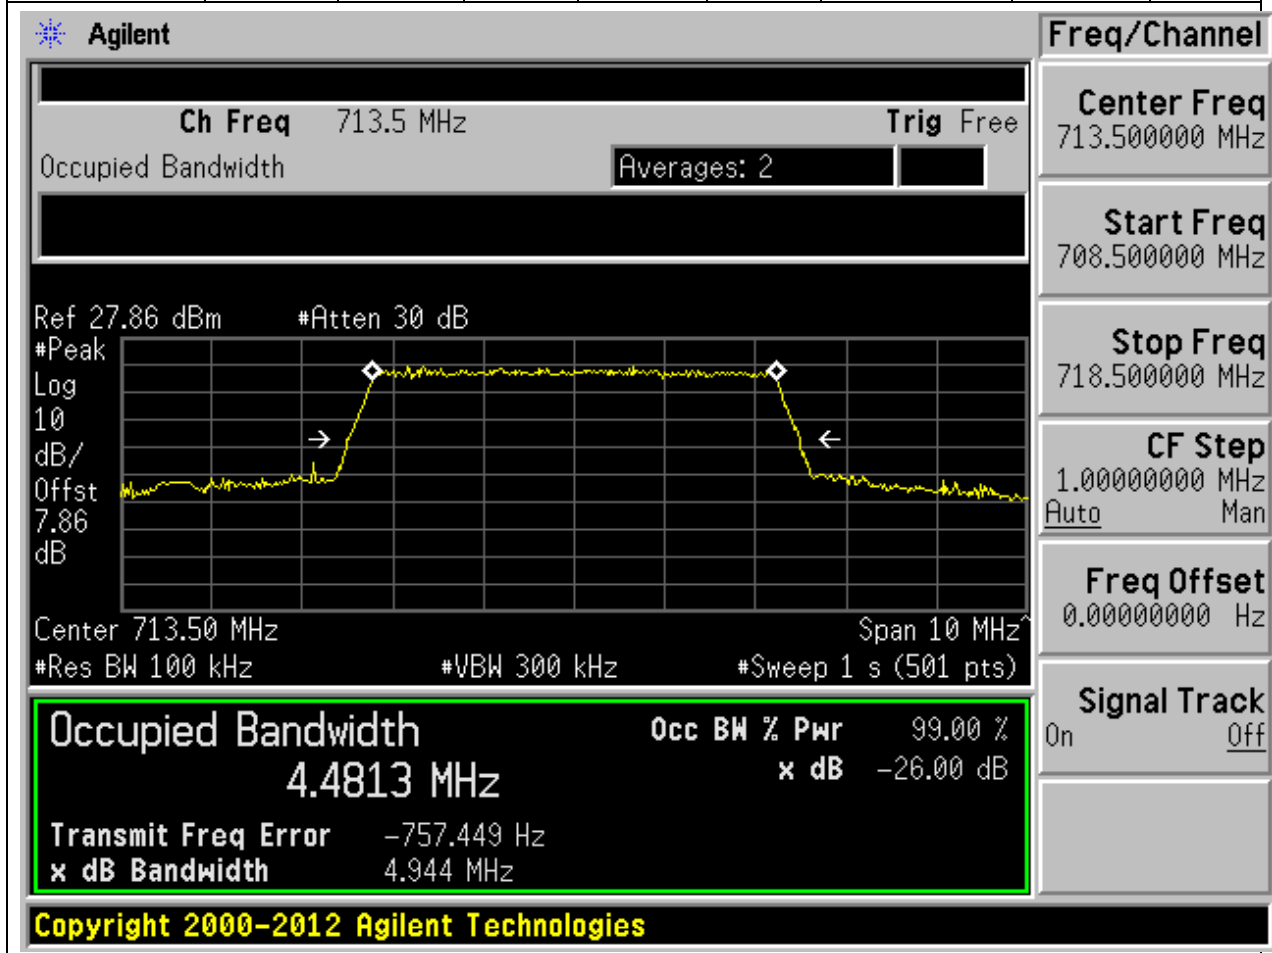 Agilent
Freq/Channel
Ch Freq 713.5 MHz Trig Free
Occupied Bandwidth Averages: 2
Center Freq
713.500000 MHz
Start Freq
708.500000 MHz
Stop Freq
718.500000 MHz
CF Step
1.00000000 MHz
Auto Man
Freq Offset
0.00000000 Hz
Signal Track
On Off
Ref 27.86 dBm #Atten 30 dB
#Peak
Log
10
dB/
Offst
7.86
dB
Center 713.50 MHz Span 10 MHz^
#Res BW 100 kHz #VBW 300 kHz #Sweep 1 s (501 pts)
Occupied Bandwidth Occ BW % Pwr 99.00 %
4.4813 MHz x dB -26.00 dB
Transmit Freq Error -757.449 Hz
x dB Bandwidth 4.944 MHz
Copyright 2000-2012 Agilent Technologies